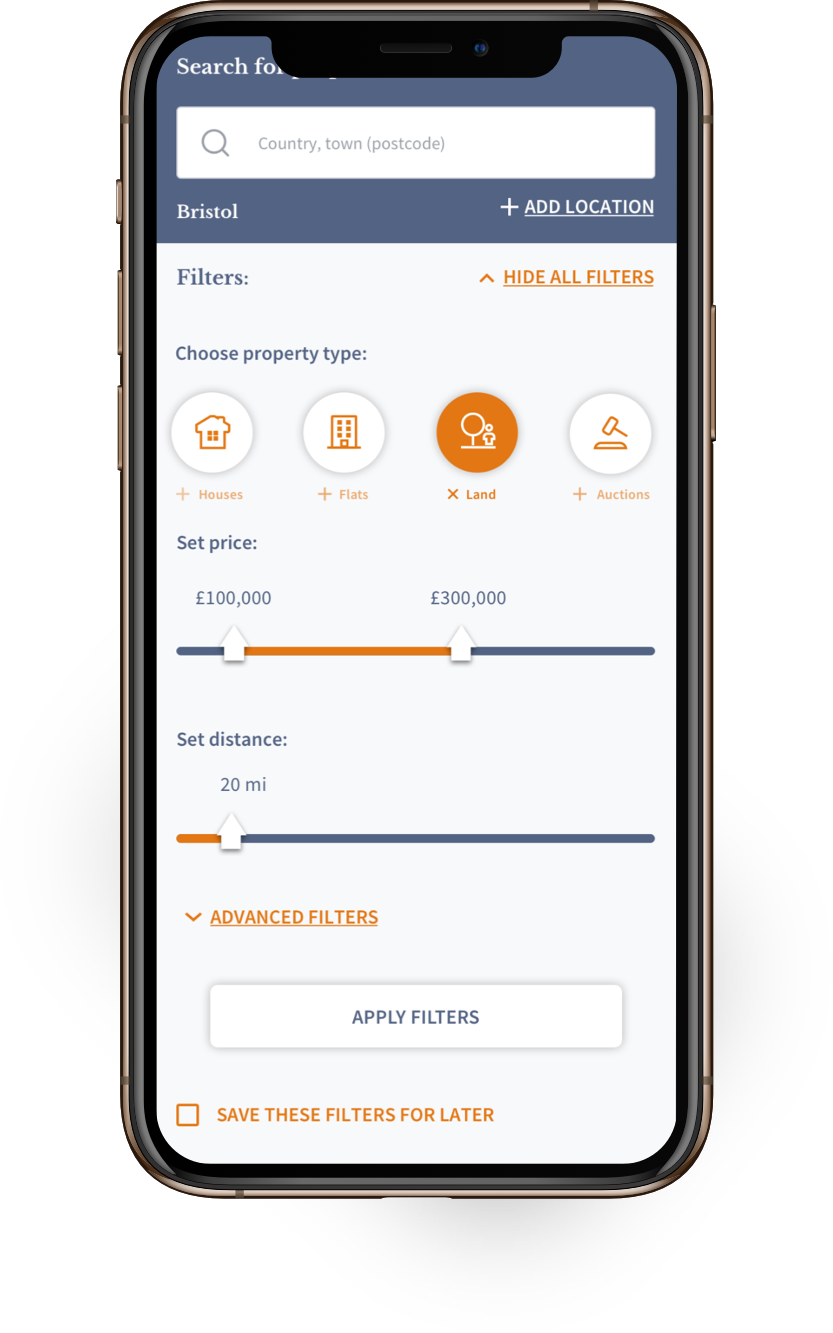 Search for
Country, town (postcode)
Bristol
ADD LOCATION
Filters:
HIDE ALL FILTERS
Choose property type:
Houses Flats Land Auctions
Set price:
£100,000 £300,000
Set distance:
20 mi
ADVANCED FILTERS
APPLY FILTERS
SAVE THESE FILTERS FOR LATER